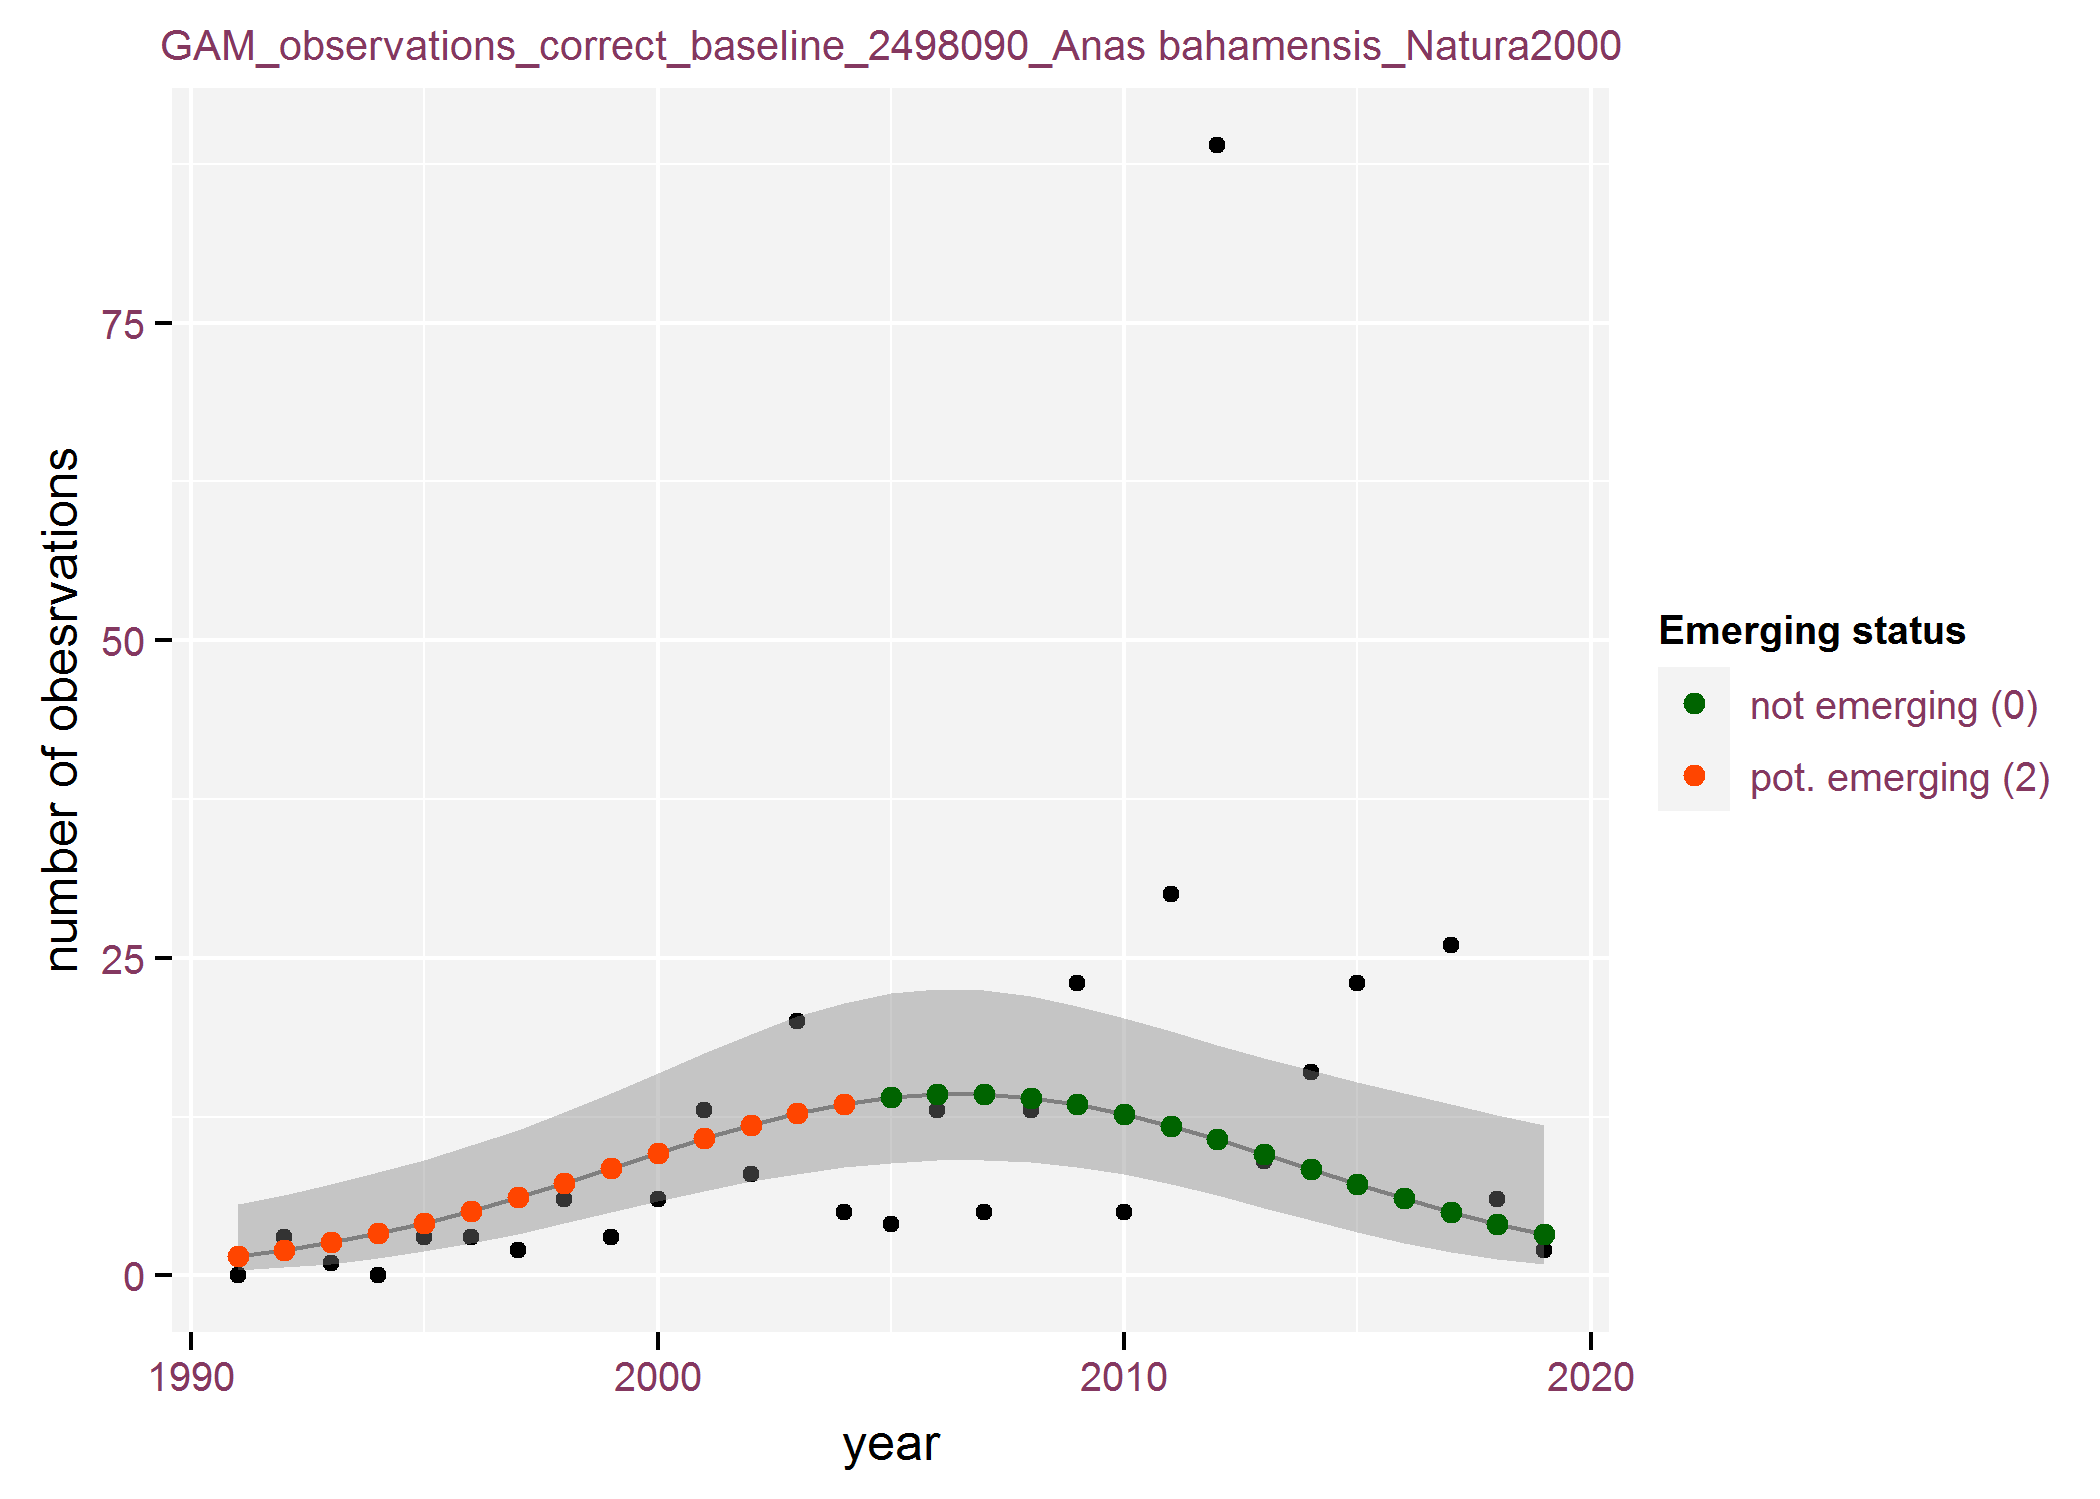 GAM_observations_correct_baseline_2498090_Anas bahamensis_Natura2000
number of obesrvations
75
50
25
0
1990 2000 2010 2020
year
Emerging status
not emerging (0)
pot. emerging (2)